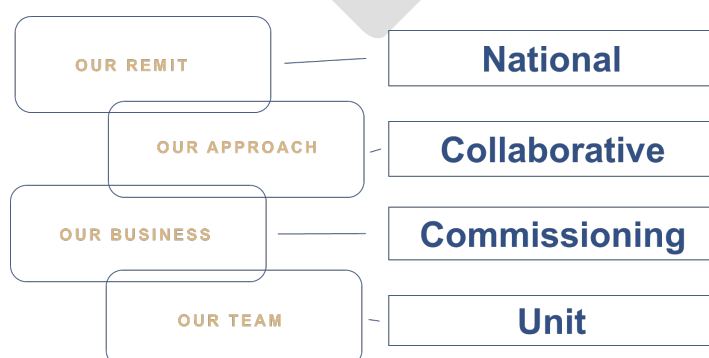 OUR REMIT
National
OUR APPROACH
Collaborative
OUR BUSINESS
Commissioning
OUR TEAM
Unit